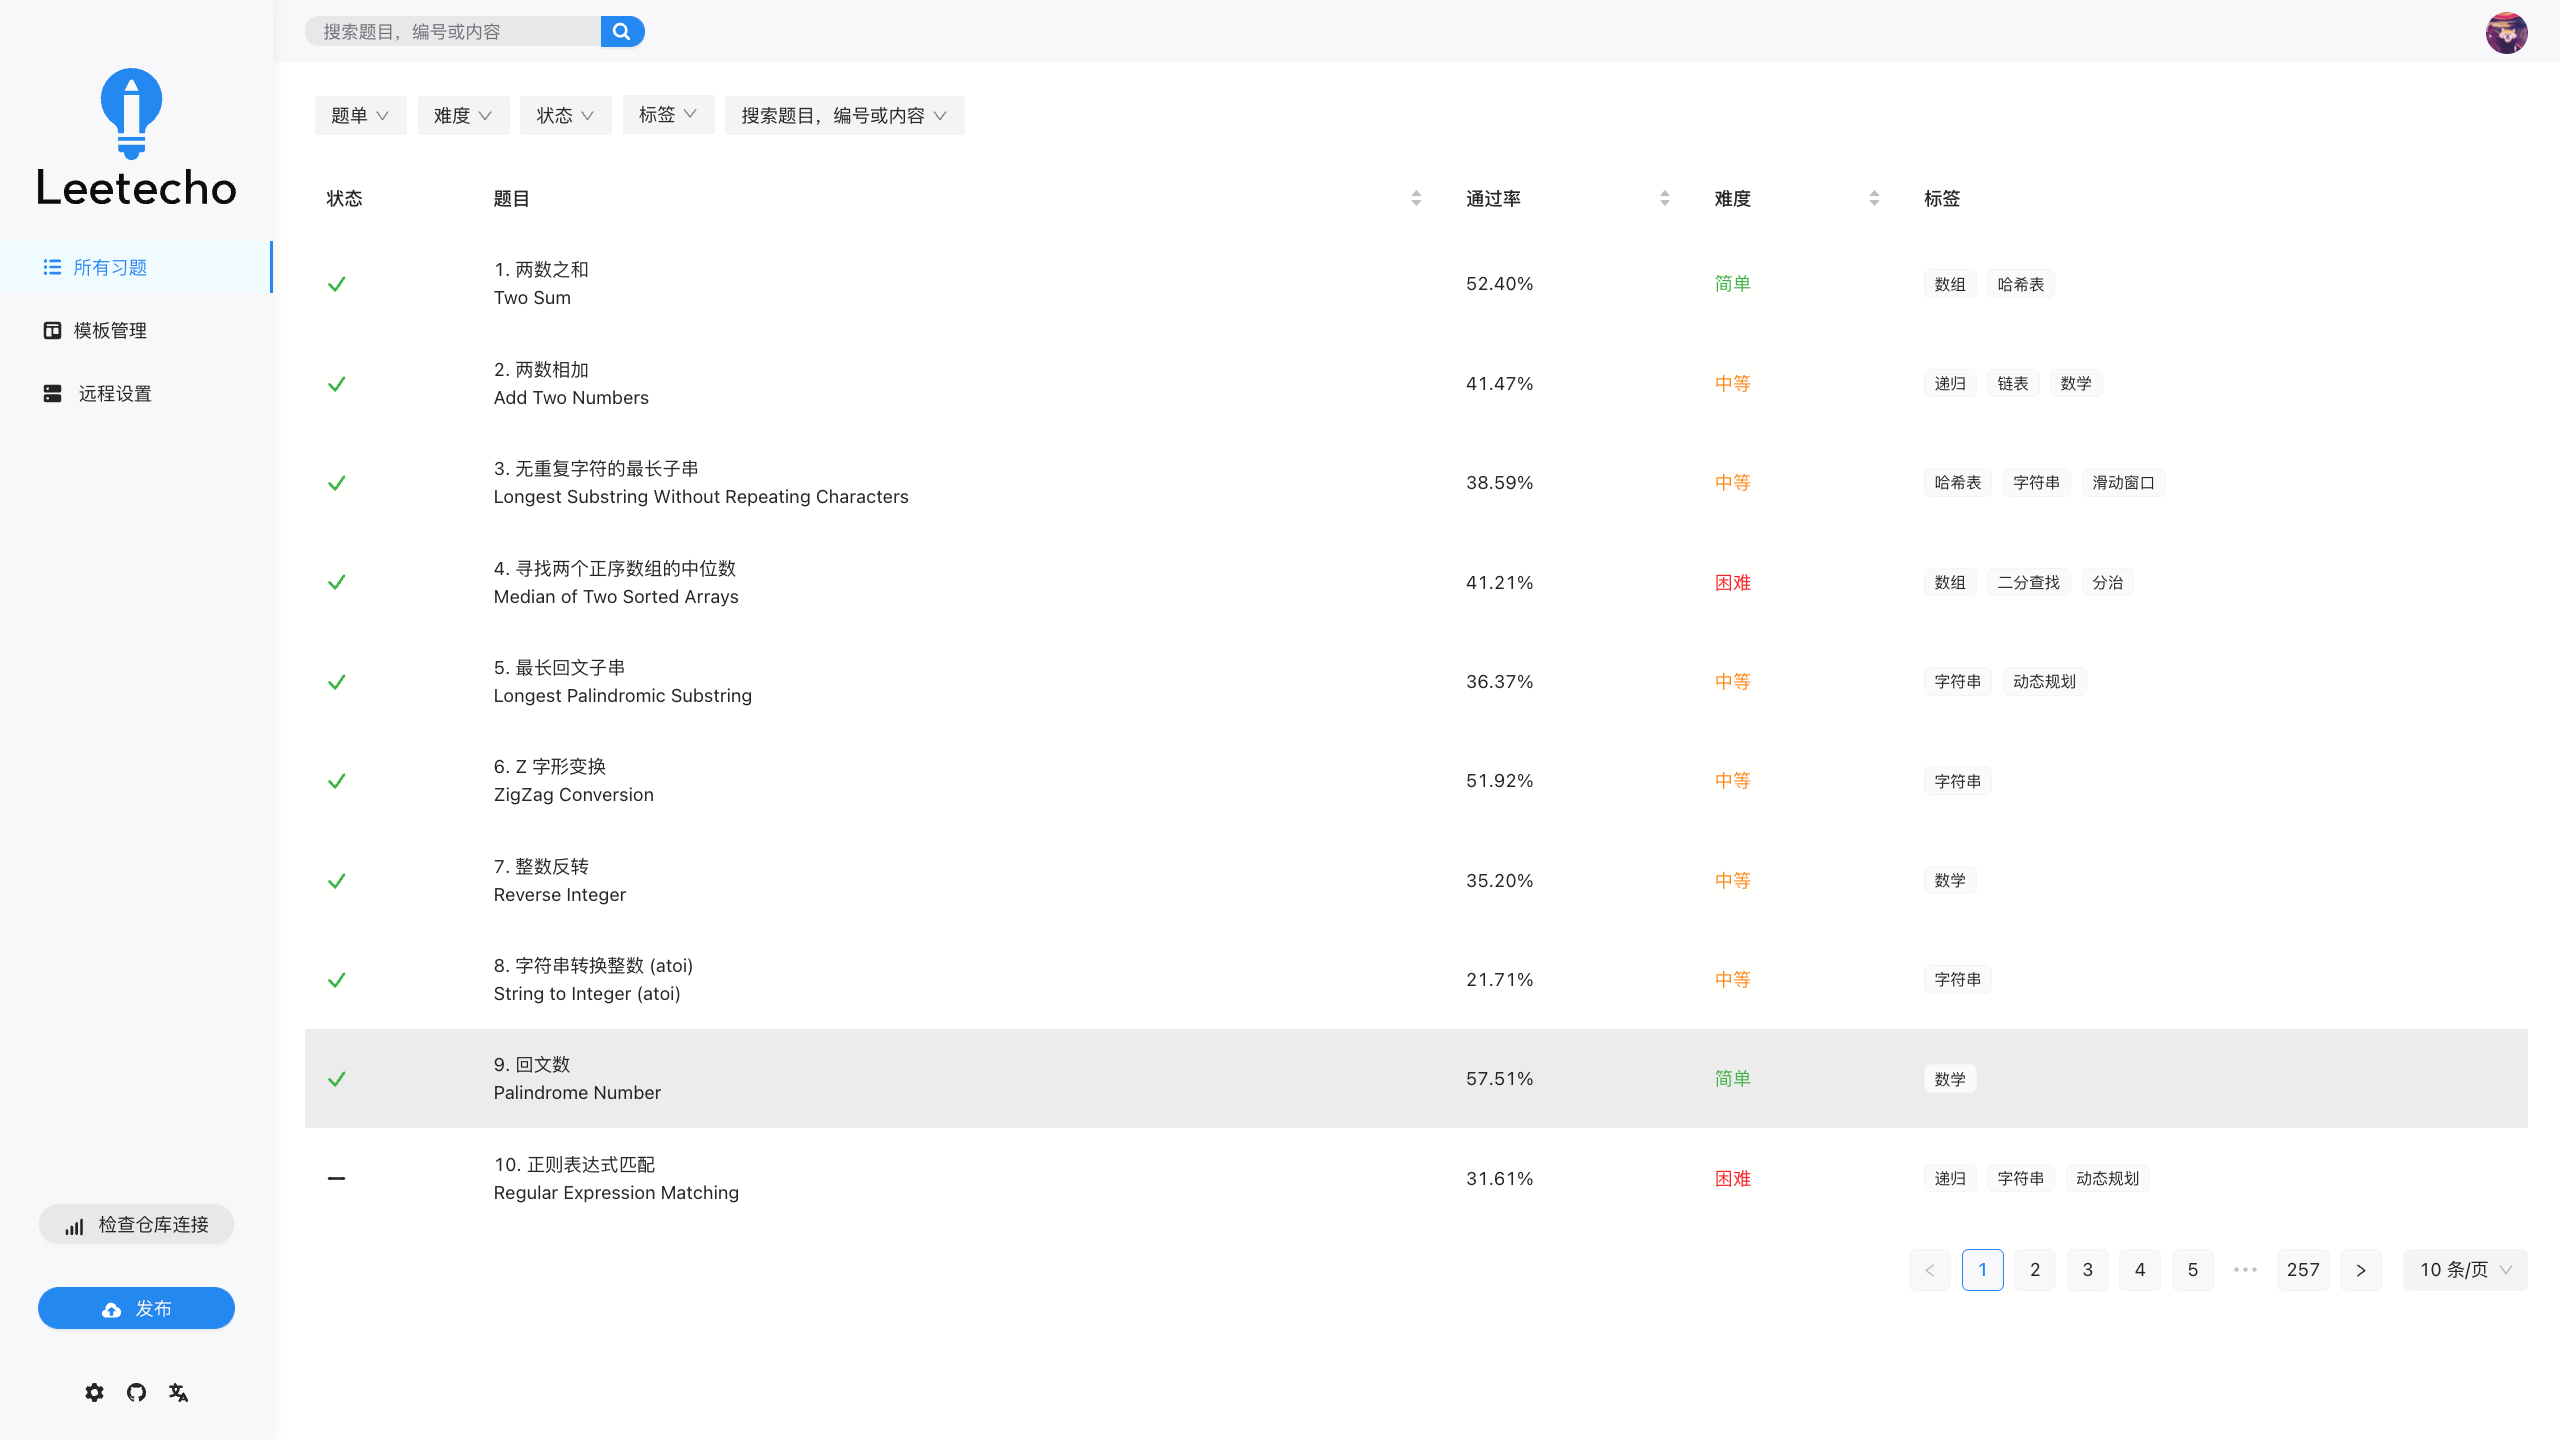 搜索题目，编号或内容
Leetecho
所有习题
模板管理
远程设置
检查仓库连接
发布
题单 难度 状态 标签 搜索题目，编号或内容
状态 题目 通过率 难度 标签
1. 两数之和
Two Sum
52.40% 简单 数组 哈希表
2. 两数相加
Add Two Numbers
41.47% 中等 递归 链表 数学
3. 无重复字符的最长子串
Longest Substring Without Repeating Characters
38.59% 中等 哈希表 字符串 滑动窗口
4. 寻找两个正序数组的中位数
Median of Two Sorted Arrays
41.21% 困难 数组 二分查找 分治
5. 最长回文子串
Longest Palindromic Substring
36.37% 中等 字符串 动态规划
6. Z 字形变换
ZigZag Conversion
51.92% 中等 字符串
7. 整数反转
Reverse Integer
35.20% 中等 数学
8. 字符串转换整数 (atoi)
String to Integer (atoi)
21.71% 中等 字符串
9. 回文数
Palindrome Number
57.51% 简单 数学
10. 正则表达式匹配
Regular Expression Matching
31.61% 困难 递归 字符串 动态规划
< 1 2 3 4 5 ••• 257 > 10 条/页